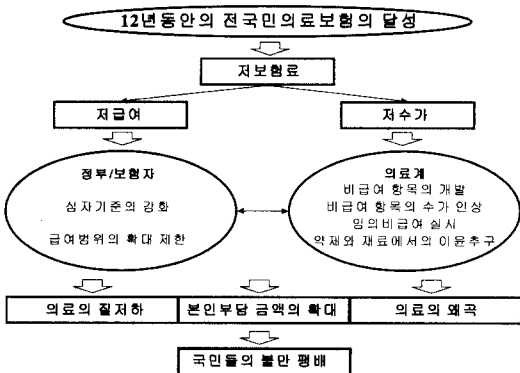 12년동안의 전국민의료보험의 달성
저보험료
저급여
저수가
정부/보험자
심자기준의 강화
급여범위의 확대 제한
의료계
비급여 항목의 개발
비급여 항목의 수가 인상
임의비급여 실시
약재와 재료에서의 이윤추구
의료의 질저하
본인부담 금액의 확대
의료의 왜곡
국민들의 불만 팽배